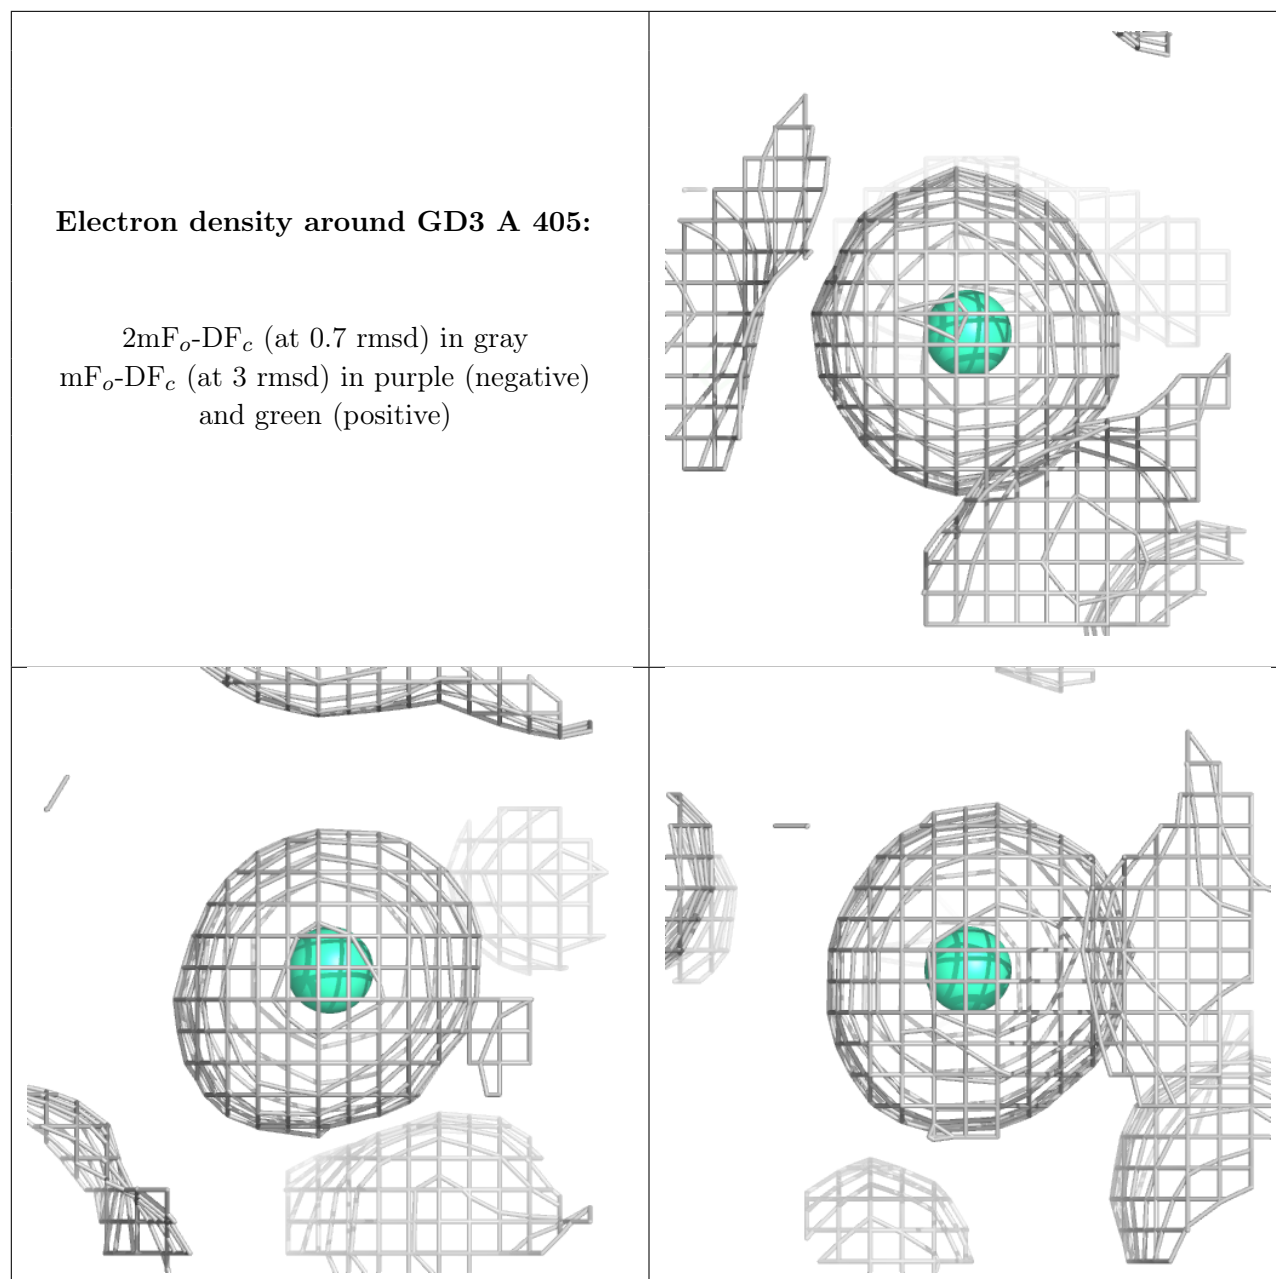 Electron density around GD3 A 405:
2mFo-DFc (at 0.7 rmsd) in gray
mFo-DFc (at 3 rmsd) in purple (negative)
and green (positive)